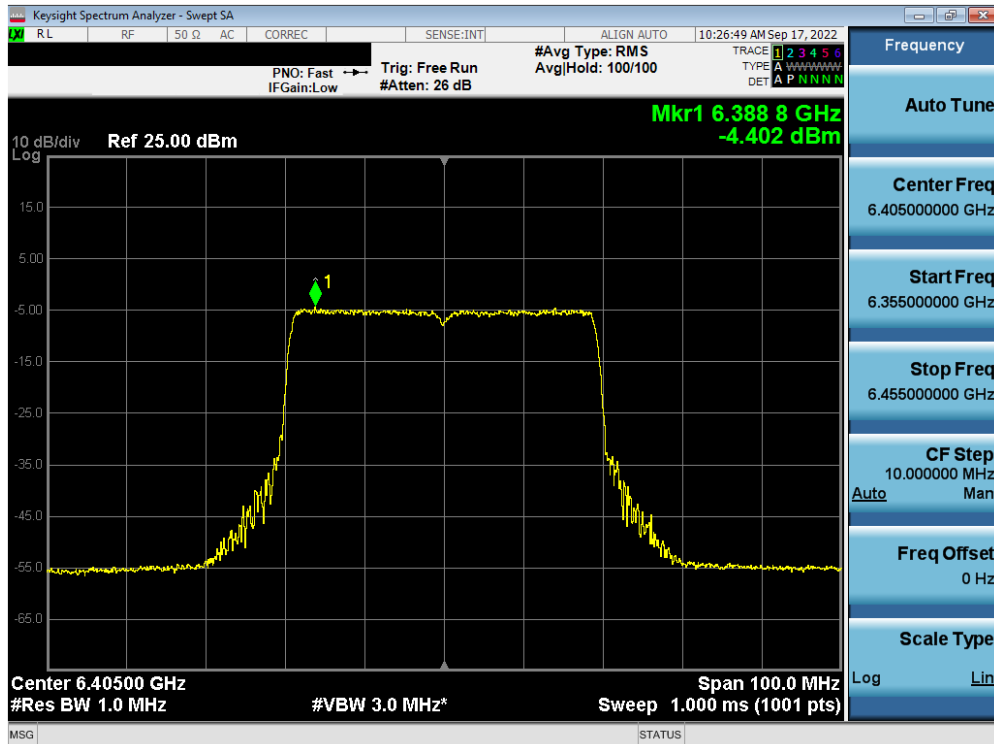 Keysight Spectrum Analyzer - Swept SA
LXI RL RF 50 Ω AC CORREC SENSE:INT ALIGN AUTO 10:26:49 AM Sep 17, 2022
Frequency
PNO: Fast Trig: Free Run #Avg Type: RMS TRACE 1 2 3 4 5 6
IFGain:Low #Atten: 26 dB Avg|Hold: 100/100 TYPE A WWWWW
DET A P N N N N
Mkr1 6.388 8 GHz
-4.402 dBm
10 dB/div Ref 25.00 dBm
Log
15.0
5.00
1
-5.00
-15.0
-25.0
-35.0
-45.0
-55.0
-65.0
Center 6.40500 GHz Span 100.0 MHz
#Res BW 1.0 MHz #VBW 3.0 MHz* Sweep 1.000 ms (1001 pts)
Auto Tune
Center Freq
6.405000000 GHz
Start Freq
6.355000000 GHz
Stop Freq
6.455000000 GHz
CF Step
10.000000 MHz
Auto Man
Freq Offset
0 Hz
Scale Type
Log Lin
MSG STATUS